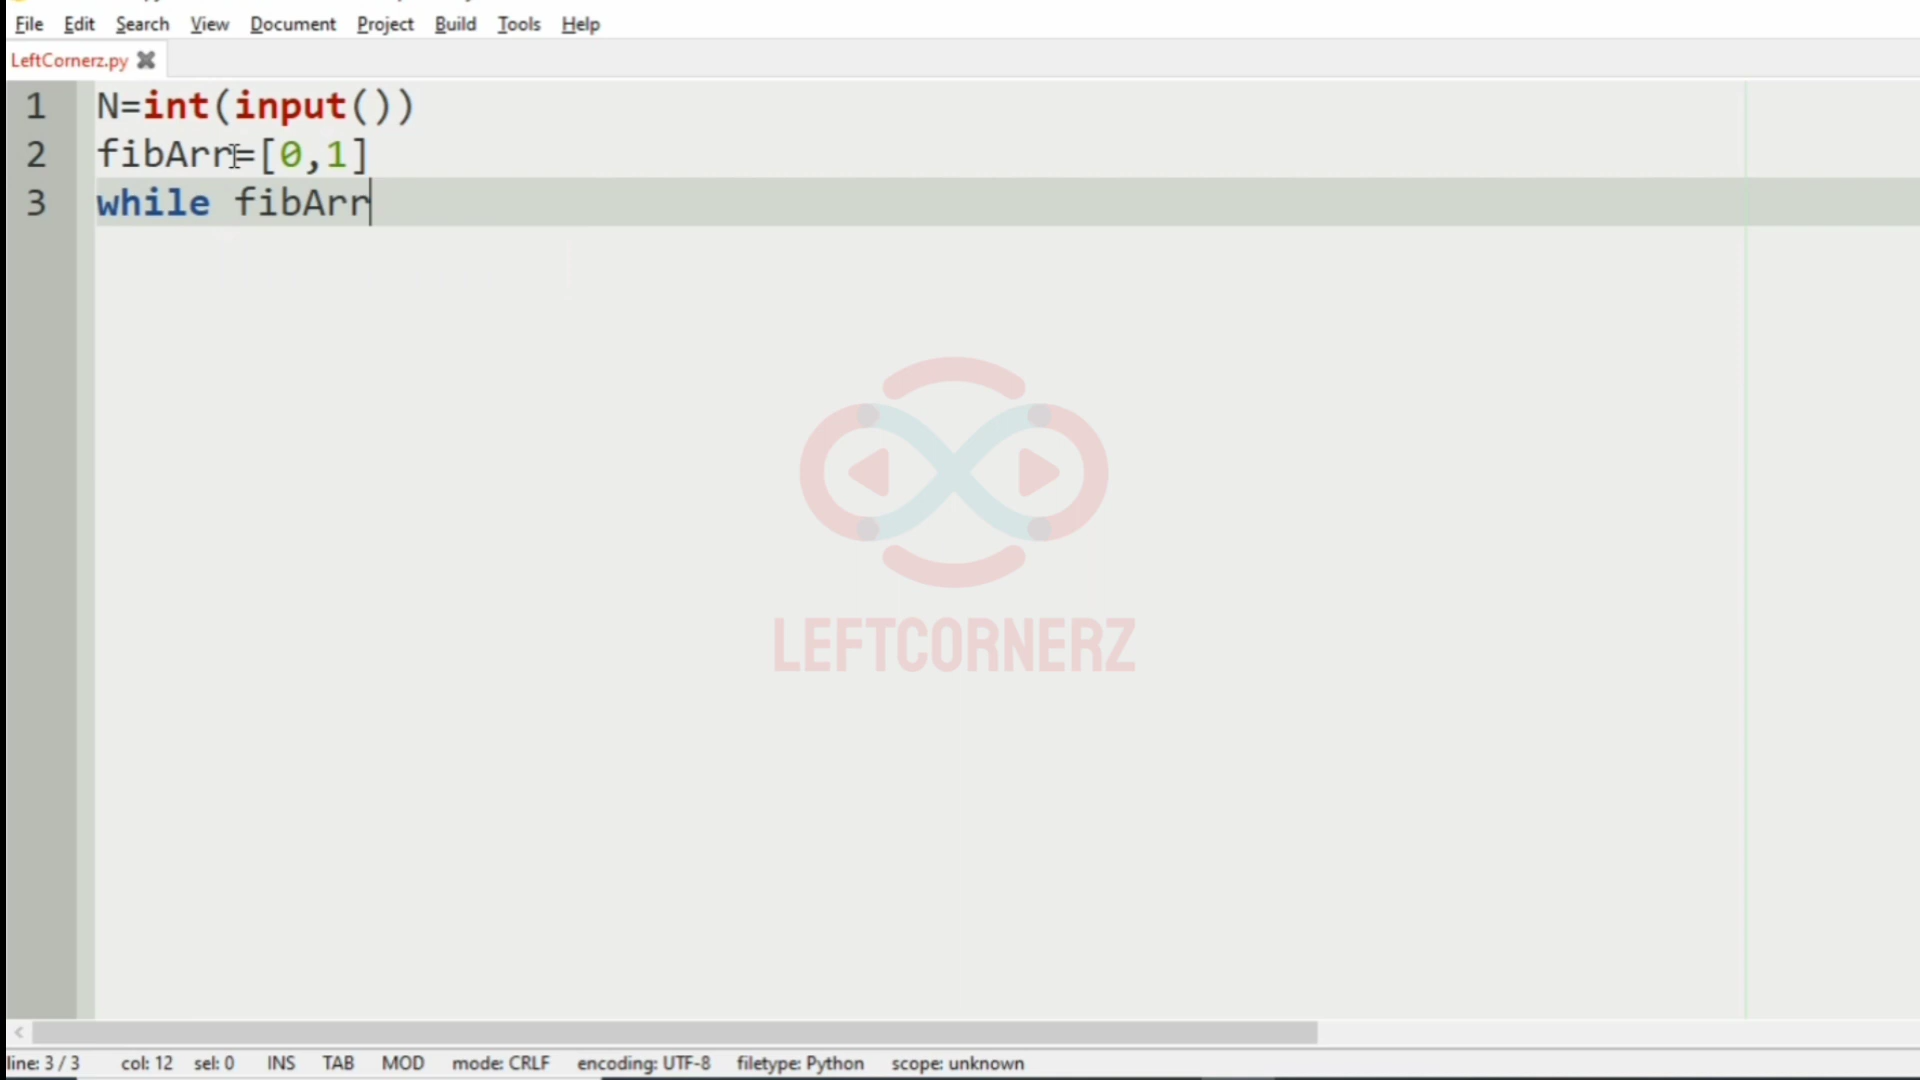 File Edit Search View Document Project Build Tools Help
LeftCornerz.py
1 N=int(input())
2 fibArr=[0,1]
3 while fibArr
LEFTCORNERZ
line: 3 / 3 col: 12 sel: 0 INS TAB MOD mode: CRLF encoding: UTF-8 filetype: Python scope: unknown